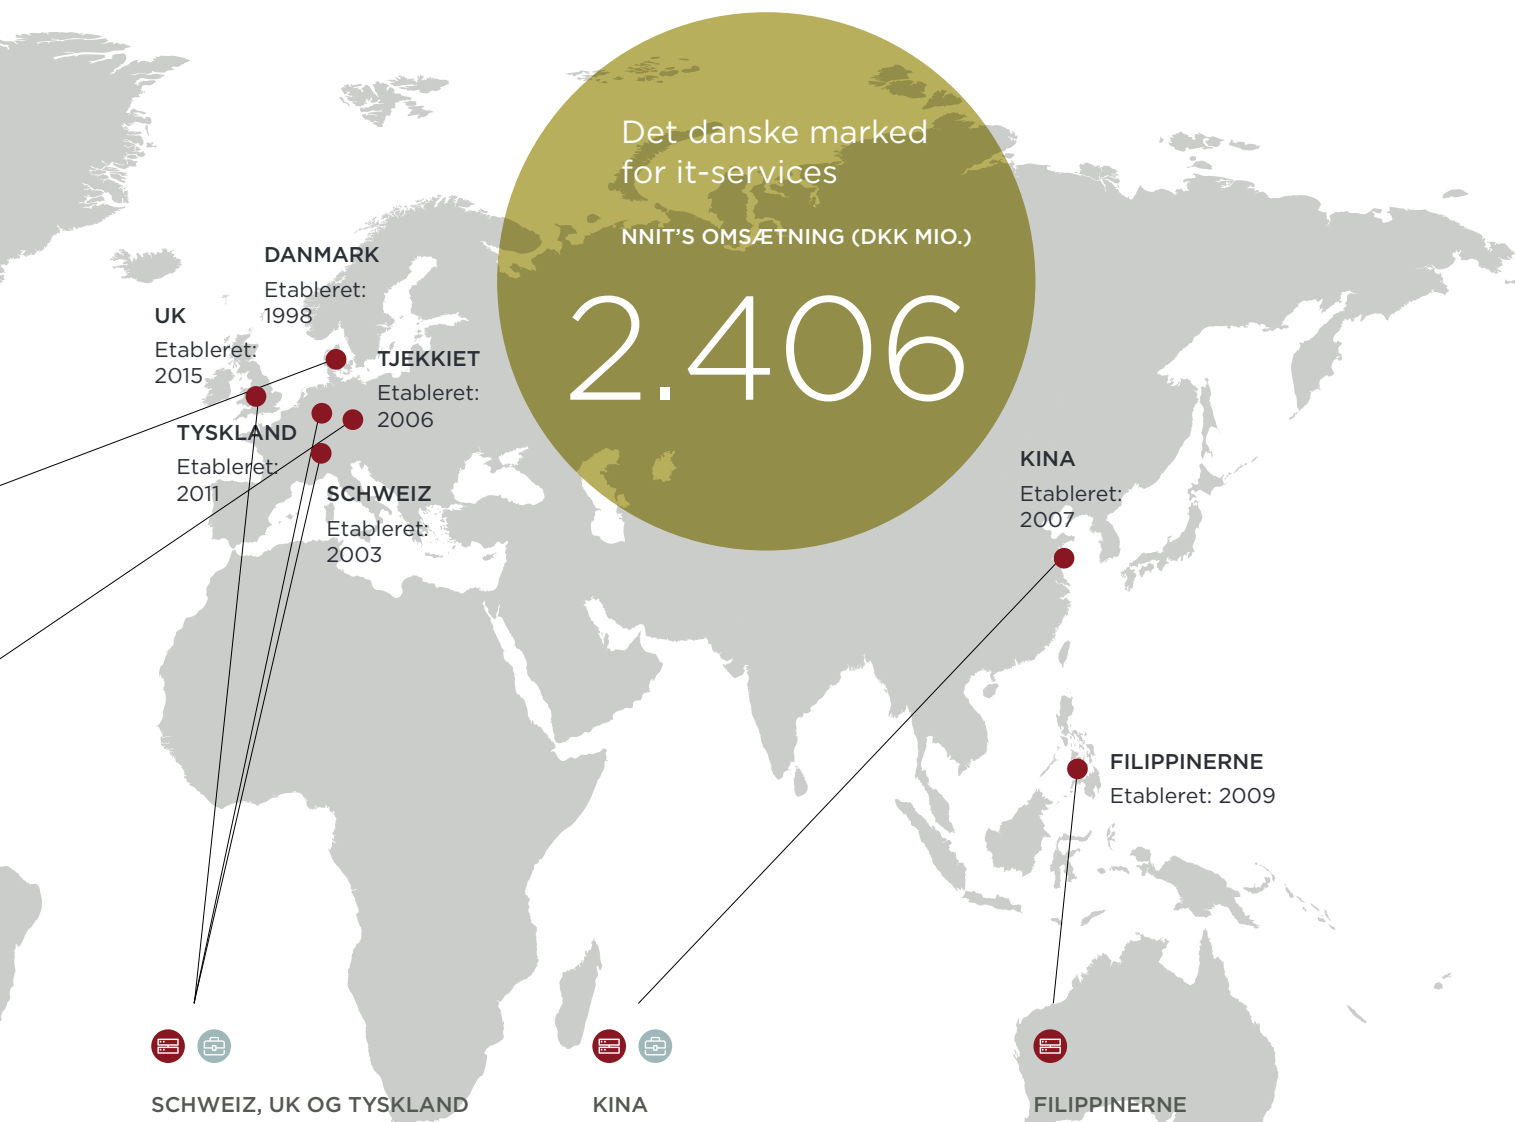 Det danske marked
for it-services
NNIT'S OMSÆTNING (DKK MIO.)
2.406
DANMARK
Etableret:
1998
UK
Etableret:
2015
TJEKKIET
Etableret:
2006
TYSKLAND
Etableret:
2011
SCHWEIZ
Etableret:
2003
KINA
Etableret:
2007
FILIPPINERNE
Etableret: 2009
SCHWEIZ, UK OG TYSKLAND
KINA
FILIPPINERNE